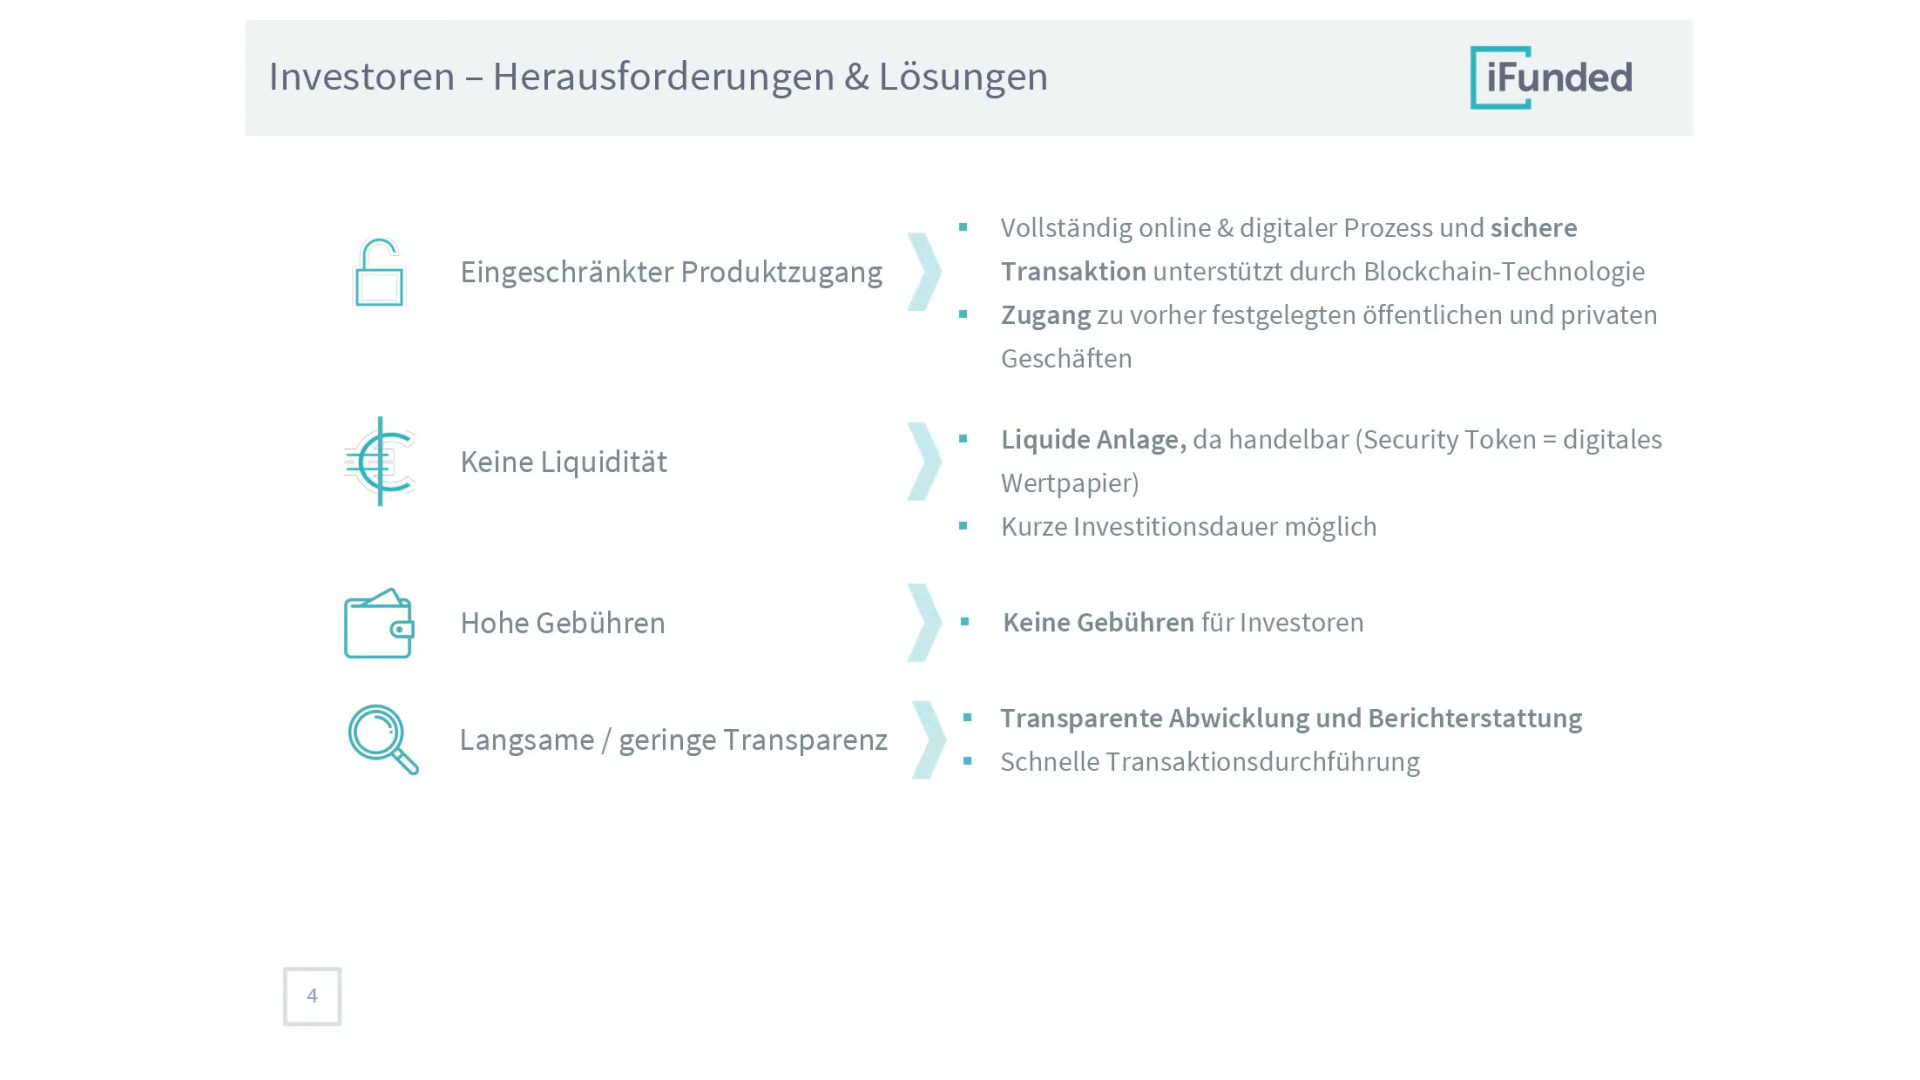 Investoren – Herausforderungen & Lösungen
iFunded
Eingeschränkter Produktzugang
▪ Vollständig online & digitaler Prozess und sichere
Transaktion unterstützt durch Blockchain-Technologie
▪ Zugang zu vorher festgelegten öffentlichen und privaten
Geschäften
Keine Liquidität
▪ Liquide Anlage, da handelbar (Security Token = digitales
Wertpapier)
▪ Kurze Investitionsdauer möglich
Hohe Gebühren
▪ Keine Gebühren für Investoren
Langsame / geringe Transparenz
▪ Transparente Abwicklung und Berichterstattung
▪ Schnelle Transaktionsdurchführung
4